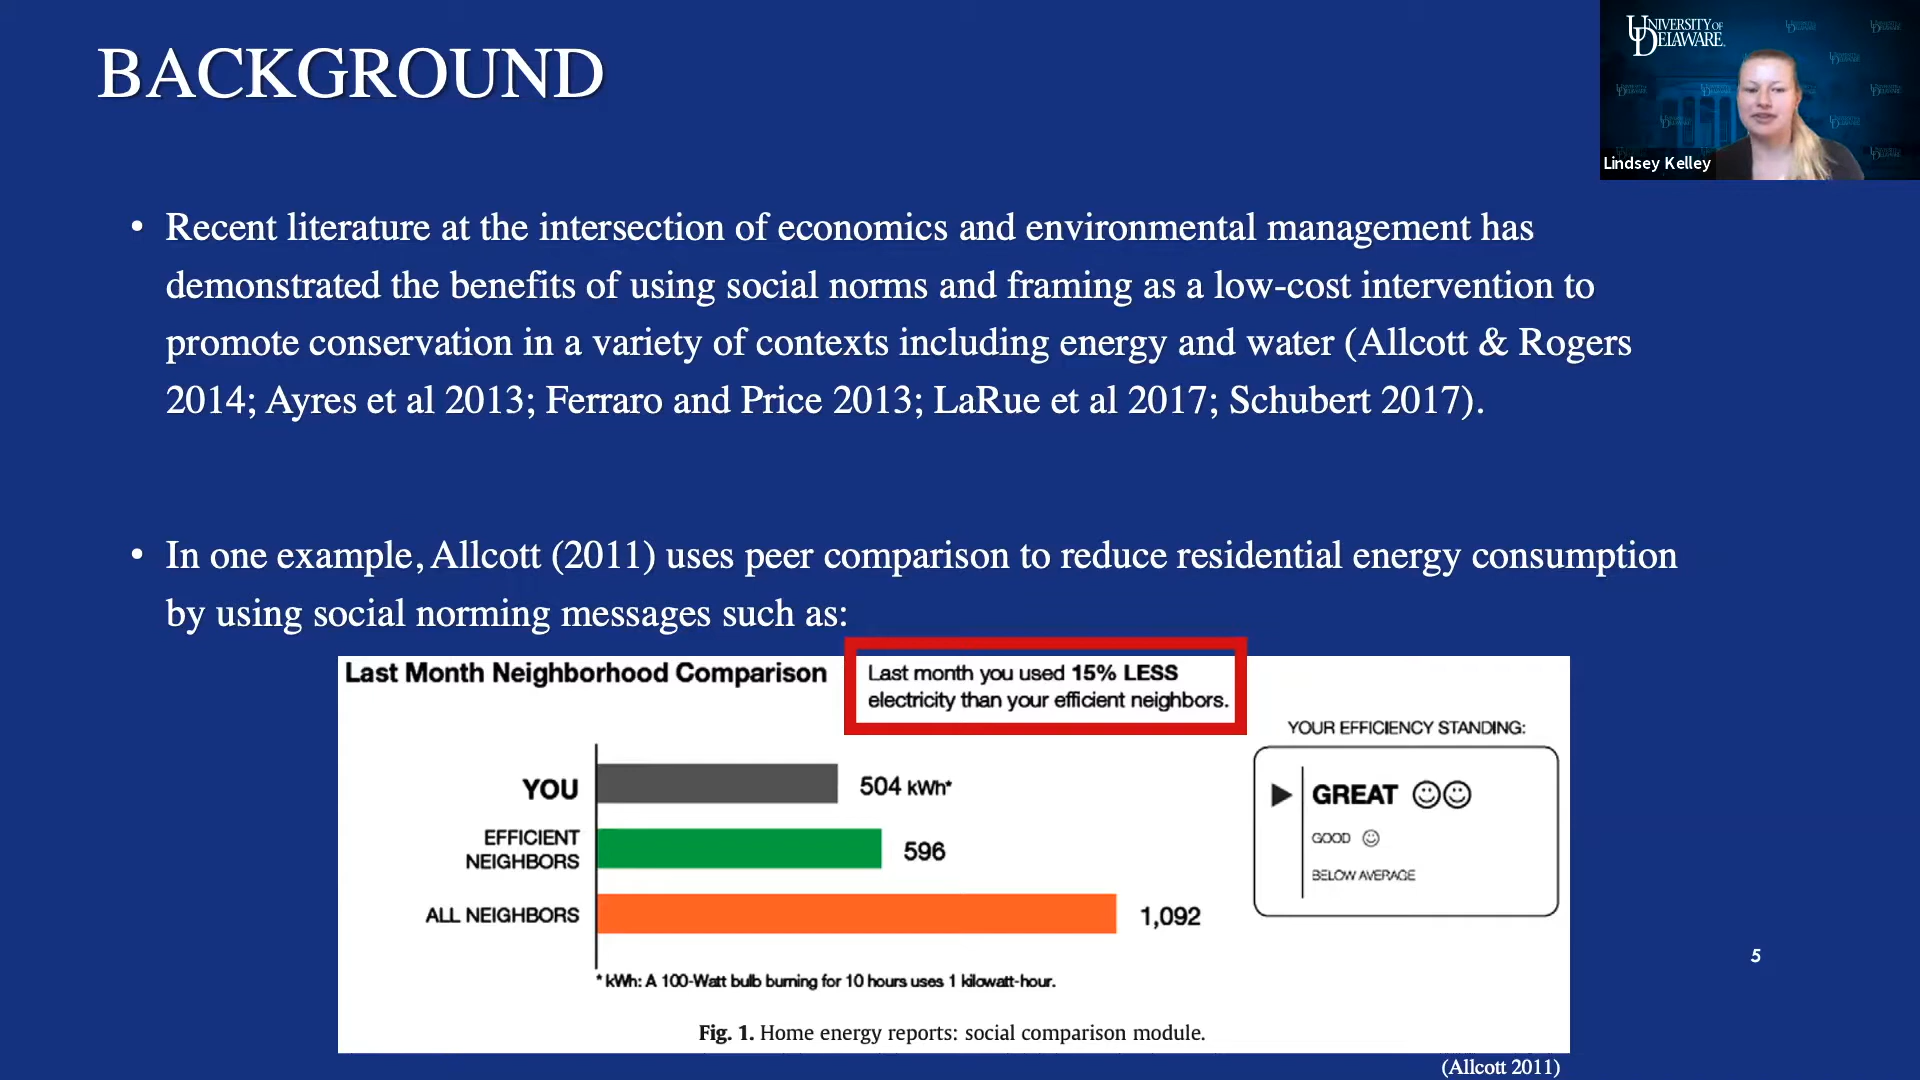 BACKGROUND
UNIVERSITY OF
DELAWARE
Lindsey Kelley
• Recent literature at the intersection of economics and environmental management has
demonstrated the benefits of using social norms and framing as a low-cost intervention to
promote conservation in a variety of contexts including energy and water (Allcott & Rogers
2014; Ayres et al 2013; Ferraro and Price 2013; LaRue et al 2017; Schubert 2017).
• In one example, Allcott (2011) uses peer comparison to reduce residential energy consumption
by using social norming messages such as:
Last Month Neighborhood Comparison
Last month you used 15% LESS
electricity than your efficient neighbors.
YOU
504 kWh*
EFFICIENT
NEIGHBORS
596
ALL NEIGHBORS
1,092
* kWh: A 100-Watt bulb burning for 10 hours uses 1 kilowatt-hour.
YOUR EFFICIENCY STANDING:
GREAT
GOOD
BELOW AVERAGE
Fig. 1. Home energy reports: social comparison module.
(Allcott 2011)
5